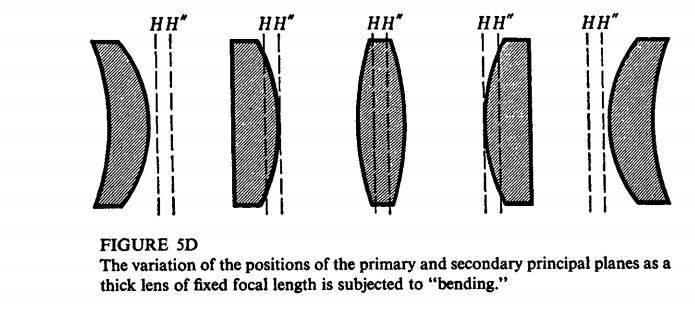 HH″ HH″ HH″ HH″ HH″
FIGURE 5D
The variation of the positions of the primary and secondary principal planes as a
thick lens of fixed focal length is subjected to “bending.”